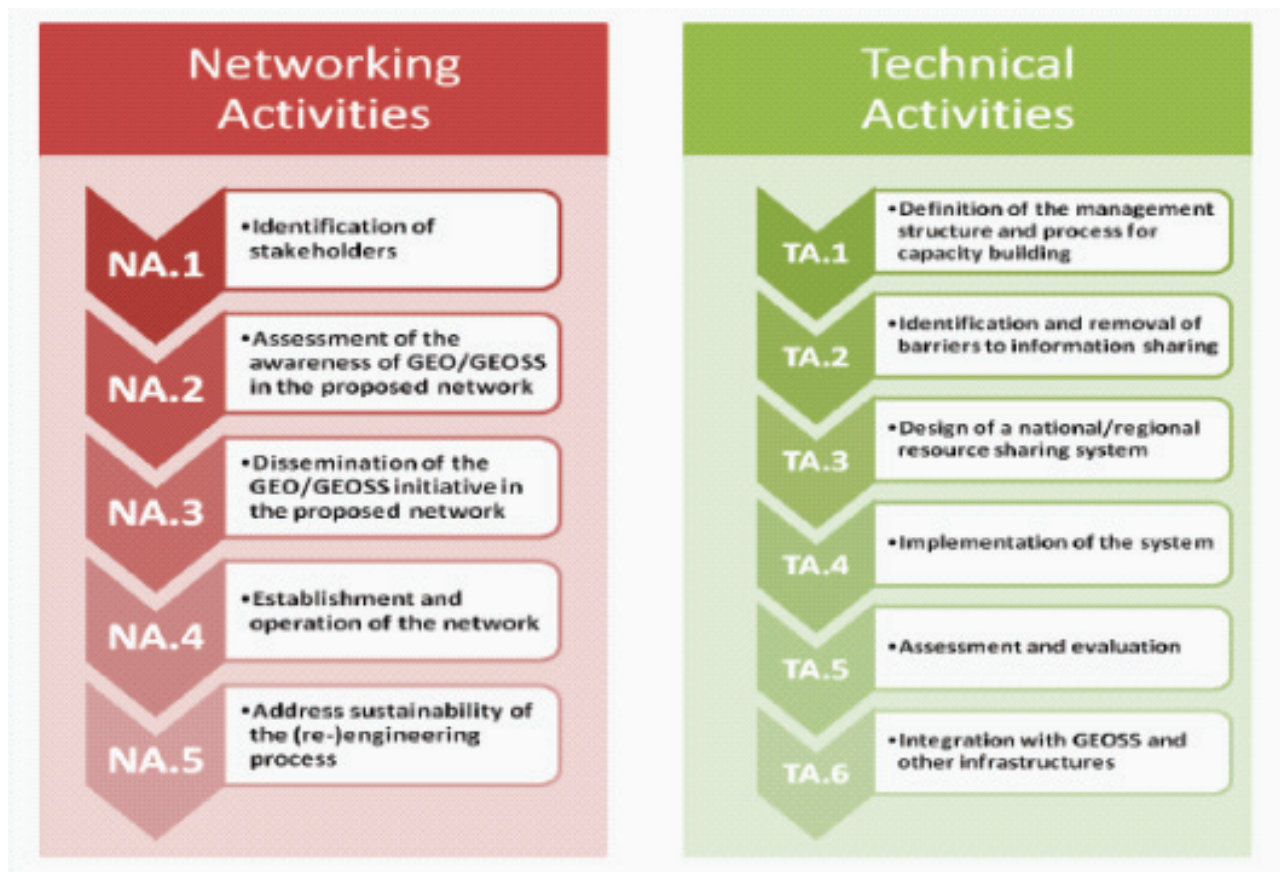 Networking
Activities
NA.1
•Identification of
stakeholders
NA.2
•Assessment of the
awareness of GEO/GEOSS
in the proposed network
NA.3
•Dissemination of the
GEO/GEOSS initiative in
the proposed network
NA.4
•Establishment and
operation of the network
NA.5
•Address sustainability of
the (re-)engineering
process
Technical
Activities
TA.1
•Definition of the management
structure and process for
capacity building
TA.2
•Identification and removal of
barriers to information sharing
TA.3
•Design of a national/regional
resource sharing system
TA.4
•Implementation of the system
TA.5
•Assessment and evaluation
TA.6
•Integration with GEOSS and
other infrastructures